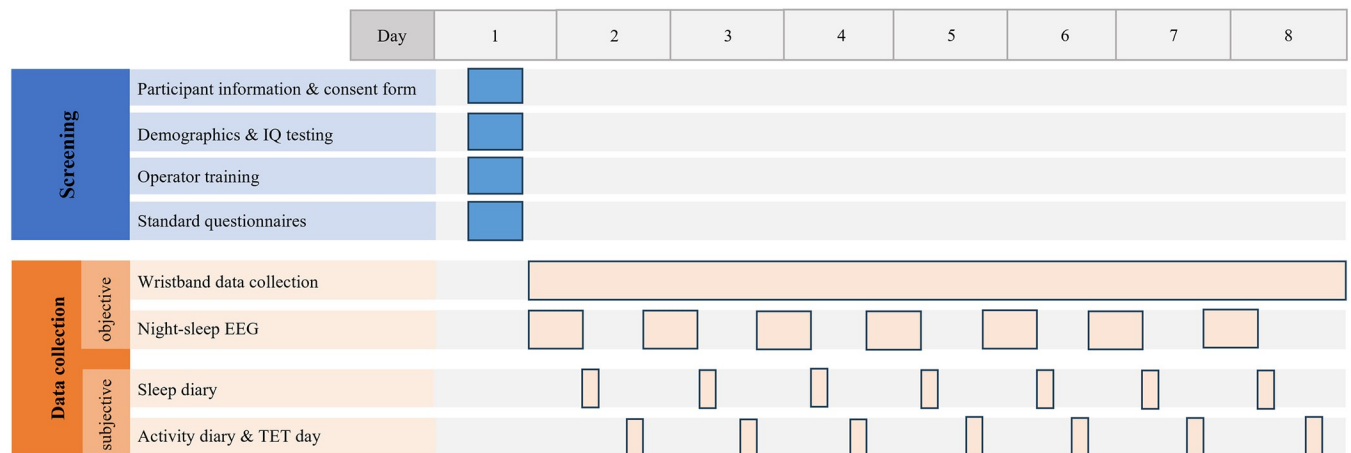 Day 1 2 3 4 5 6 7 8
Screening
Participant information & consent form
Demographics & IQ testing
Operator training
Standard questionnaires
Data collection
objective
Wristband data collection
Night-sleep EEG
subjective
Sleep diary
Activity diary & TET day